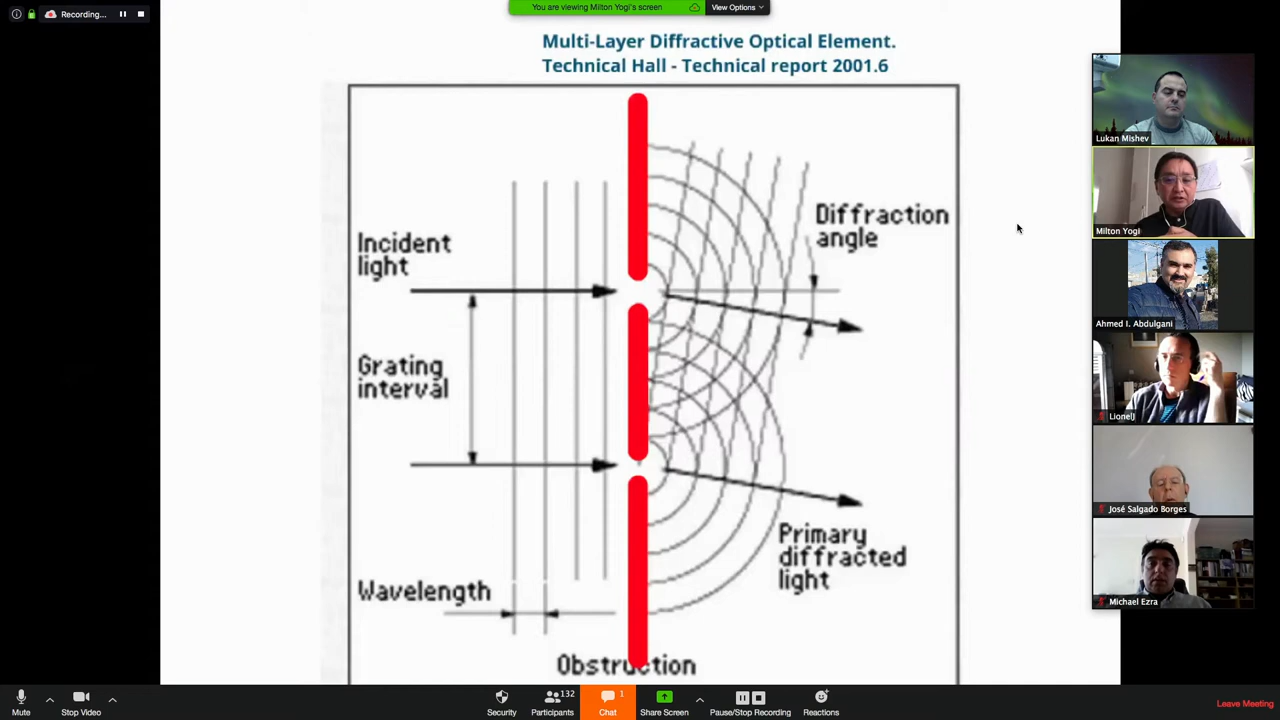 Recording...
You are viewing Milton Yogi's screen
View Options
Multi-Layer Diffractive Optical Element.
Technical Hall - Technical report 2001.6
Incident
light
Diffraction
angle
Grating
interval
Primary
diffracted
light
Wavelength
Obstruction
Lukan Mishev
Milton Yogi
Ahmed I. Abdulgani
LionelJ
José Salgado Borges
Michael Ezra
Mute
Stop Video
Security
132
Participants
1
Chat
Share Screen
Pause/Stop Recording
Reactions
Leave Meeting